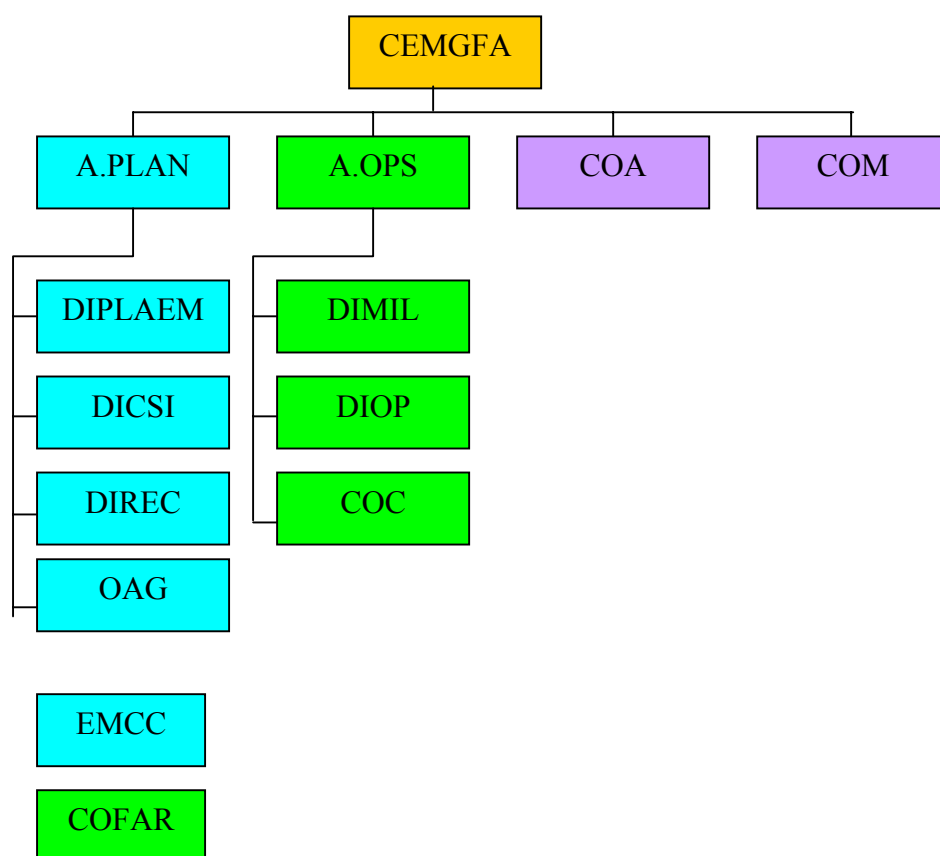 CEMGFA
A.PLAN
A.OPS
COA
COM
DIPLAEM
DIMIL
DICSI
DIOP
DIREC
COC
OAG
EMCC
COFAR